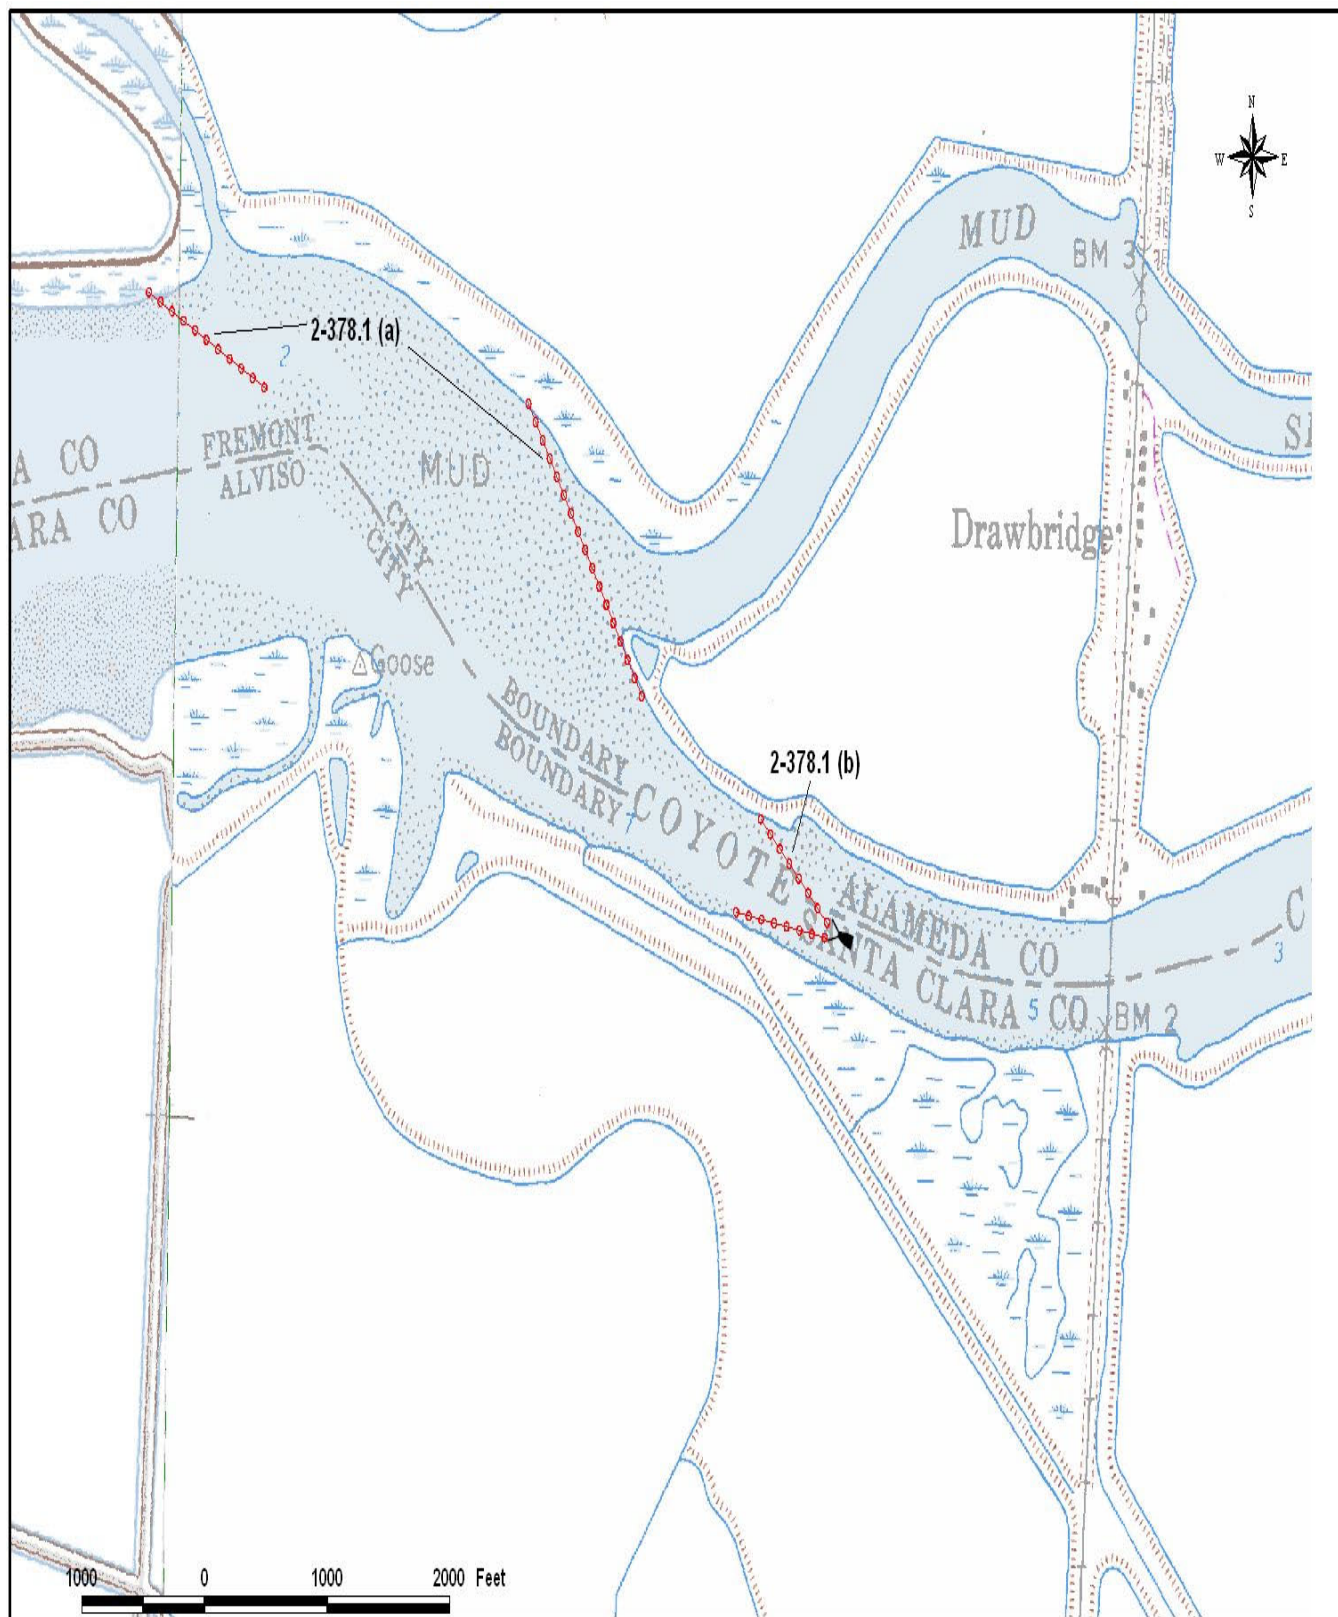 N
W E
S
MUD
BM 3
2-378.1 (a)
2
SL
FREMONT
ALVISO
A CO
ARA CO
MUD
CITY
CITY
Drawbridge
Goose
BOUNDARY
BOUNDARY
2-378.1 (b)
7
COYOTE
ALAMEDA CO
SANTA CLARA CO
C
3
5
BM 2
1000 0 1000 2000 Feet